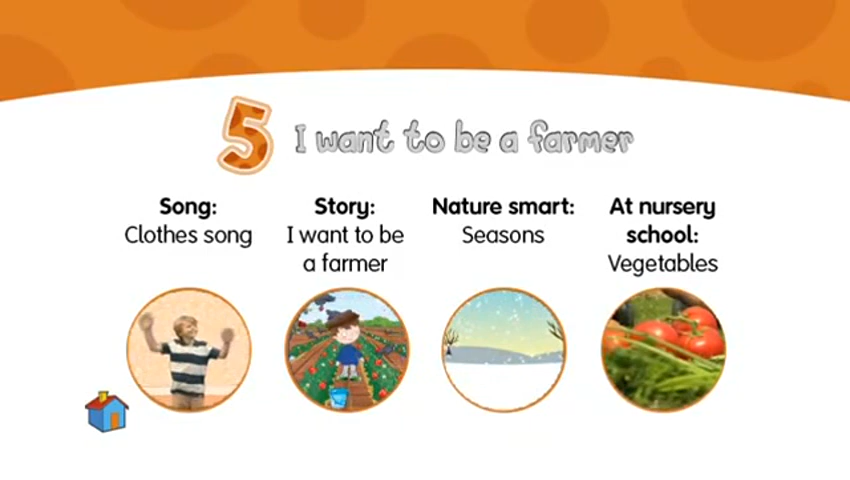 5 I want to be a farmer
Song:
Clothes song
Story:
I want to be
a farmer
Nature smart:
Seasons
At nursery
school:
Vegetables